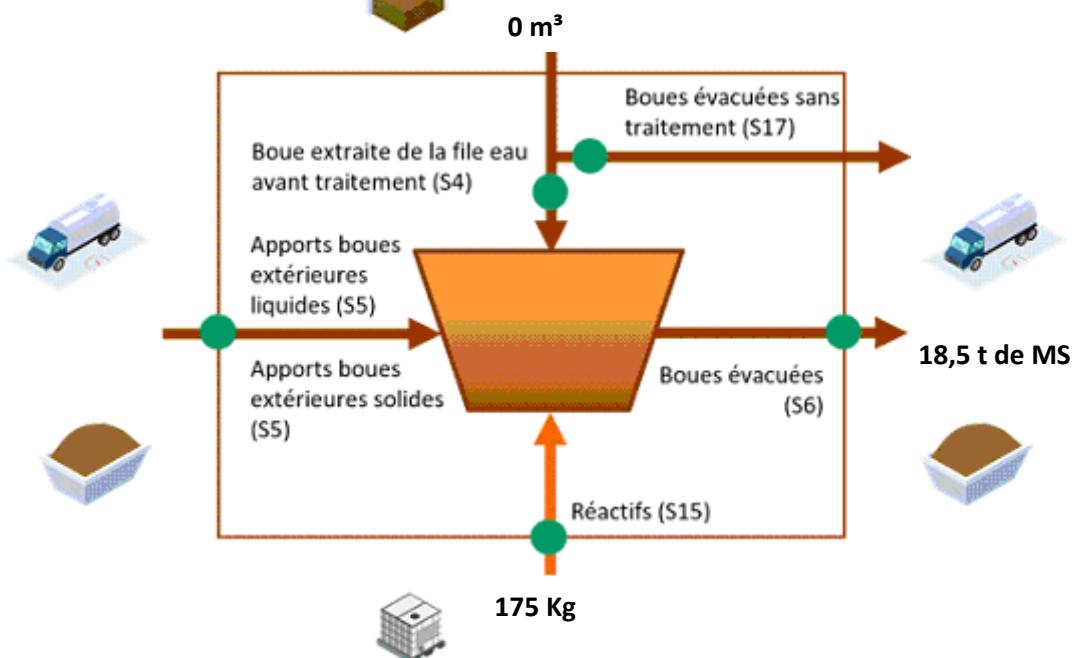 0 m³
Boues évacuées sans
traitement (S17)
Boue extraite de la file eau
avant traitement (S4)
Apports boues
extérieures
liquides (S5)
18,5 t de MS
Apports boues
extérieures solides
(S5)
Boues évacuées
(S6)
Réactifs (S15)
175 Kg